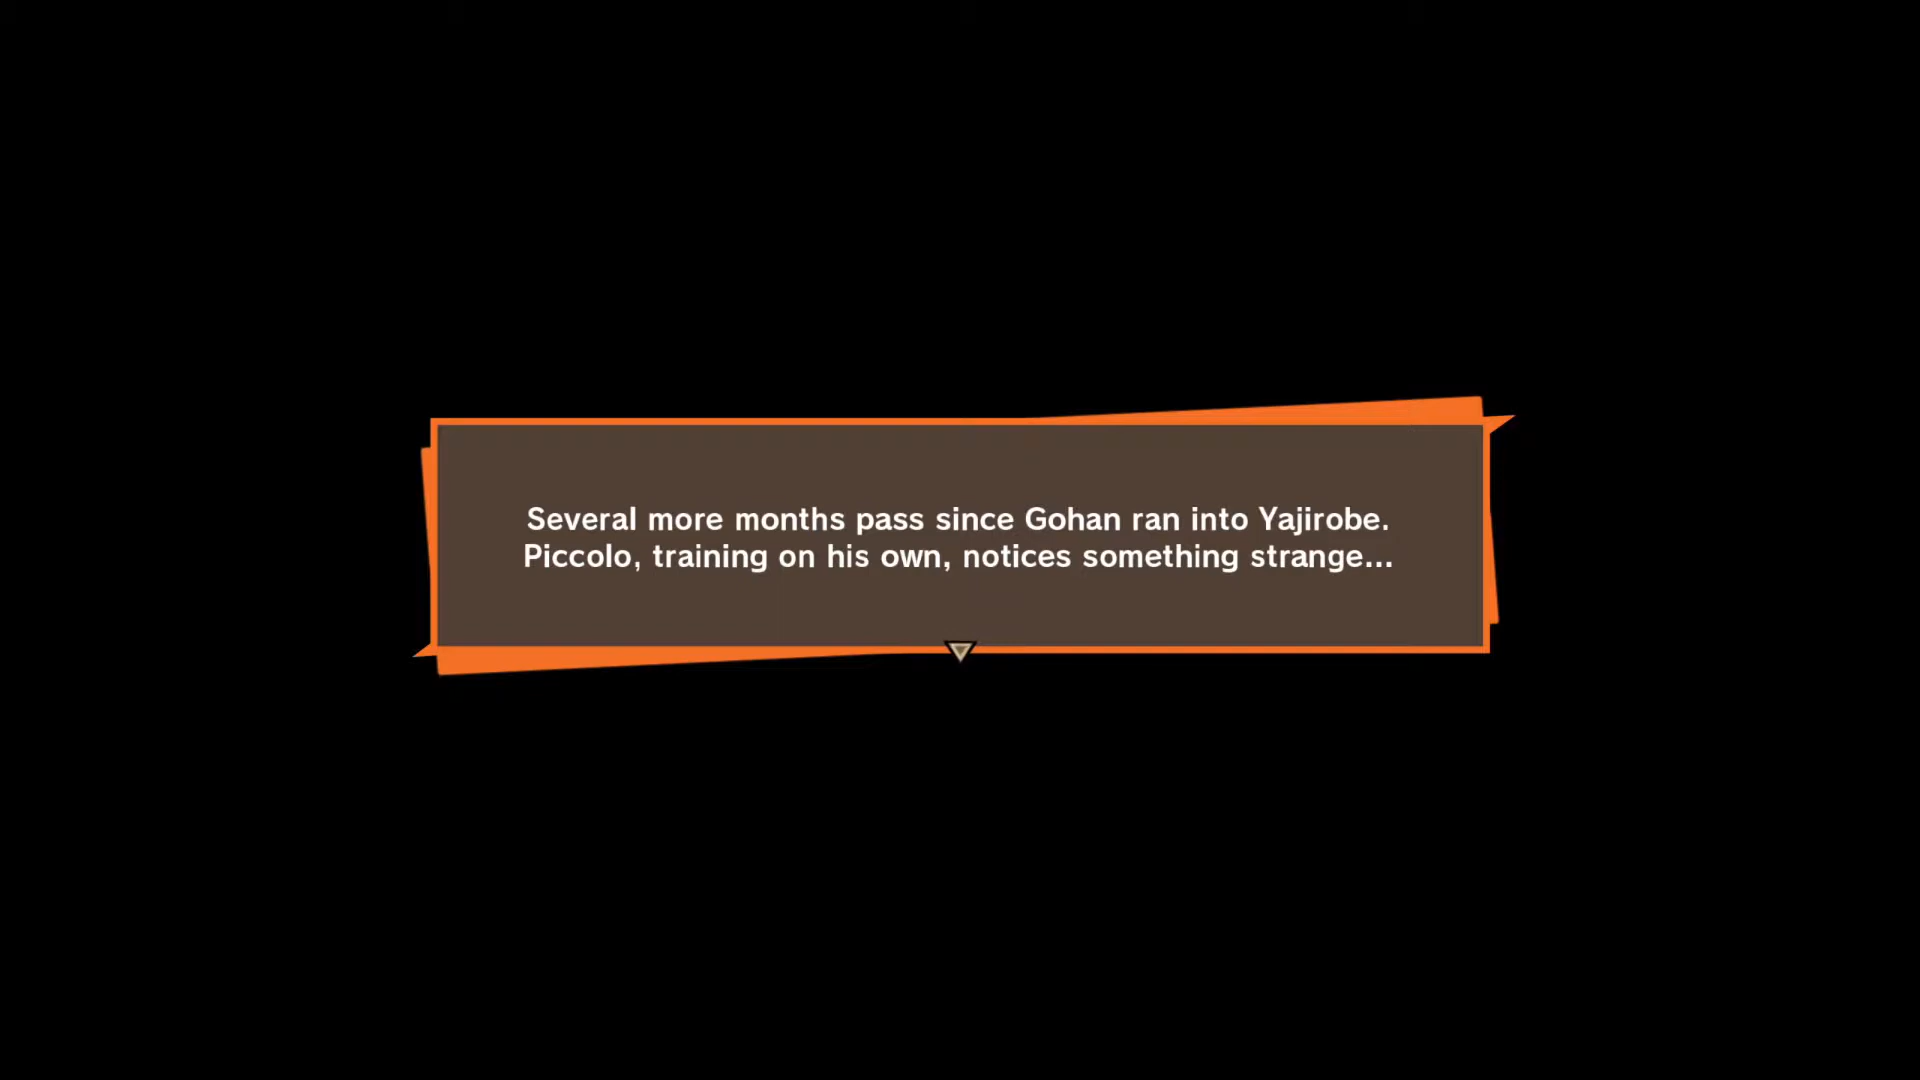 Several more months pass since Gohan ran into Yajirobe.
Piccolo, training on his own, notices something strange...